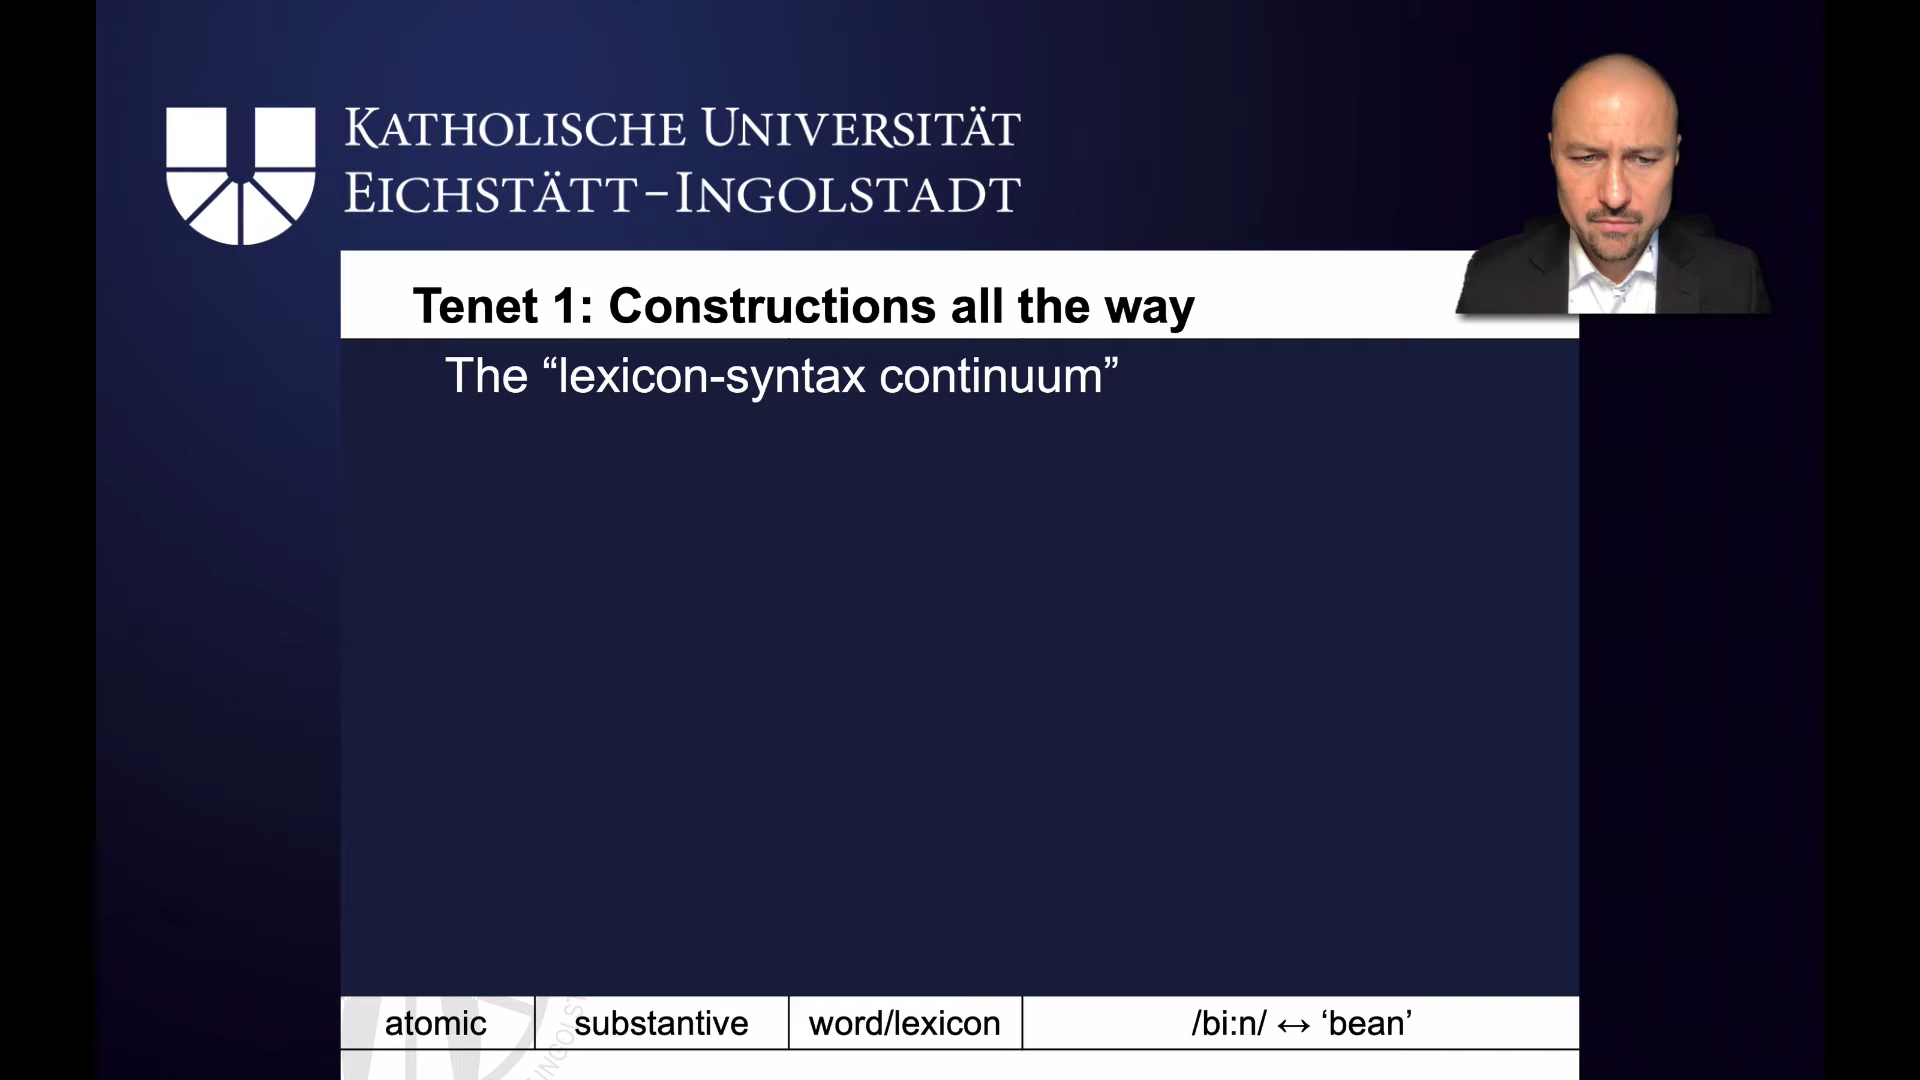 KATHOLISCHE UNIVERSITÄT
EICHSTÄTT-INGOLSTADT
Tenet 1: Constructions all the way
The “lexicon-syntax continuum”
atomic substantive word/lexicon /bi:n/ ↔ ‘bean’
INGOLST